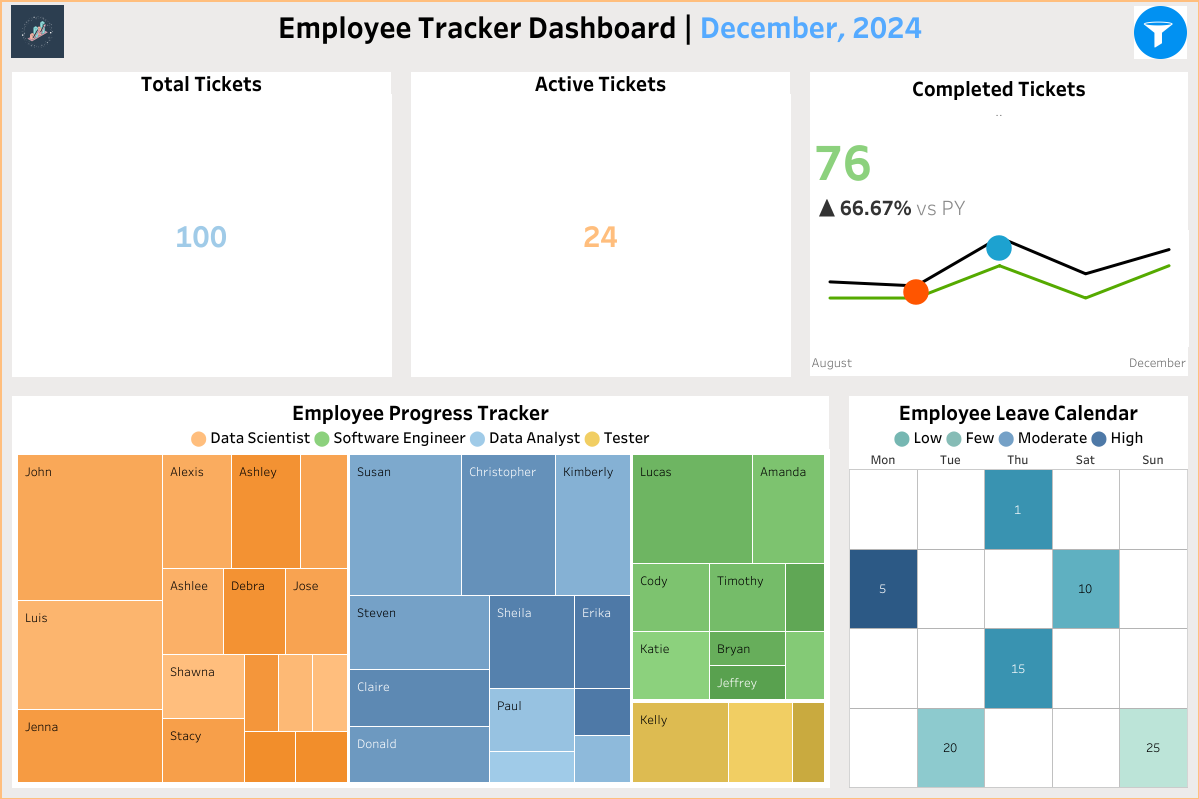 Employee Tracker Dashboard | December, 2024
Total Tickets
100
Active Tickets
24
Completed Tickets
..
76
▲ 66.67% vs PY
August
December
Employee Progress Tracker
Data Scientist Software Engineer Data Analyst Tester
John
Alexis
Ashley
Susan
Christopher
Kimberly
Lucas
Amanda
Ashlee
Debra
Jose
Cody
Timothy
Luis
Steven
Sheila
Erika
Katie
Bryan
Shawna
Claire
Jeffrey
Paul
Jenna
Stacy
Donald
Kelly
Employee Leave Calendar
Low Few Moderate High
Mon Tue Thu Sat Sun
1
5
10
15
20
25